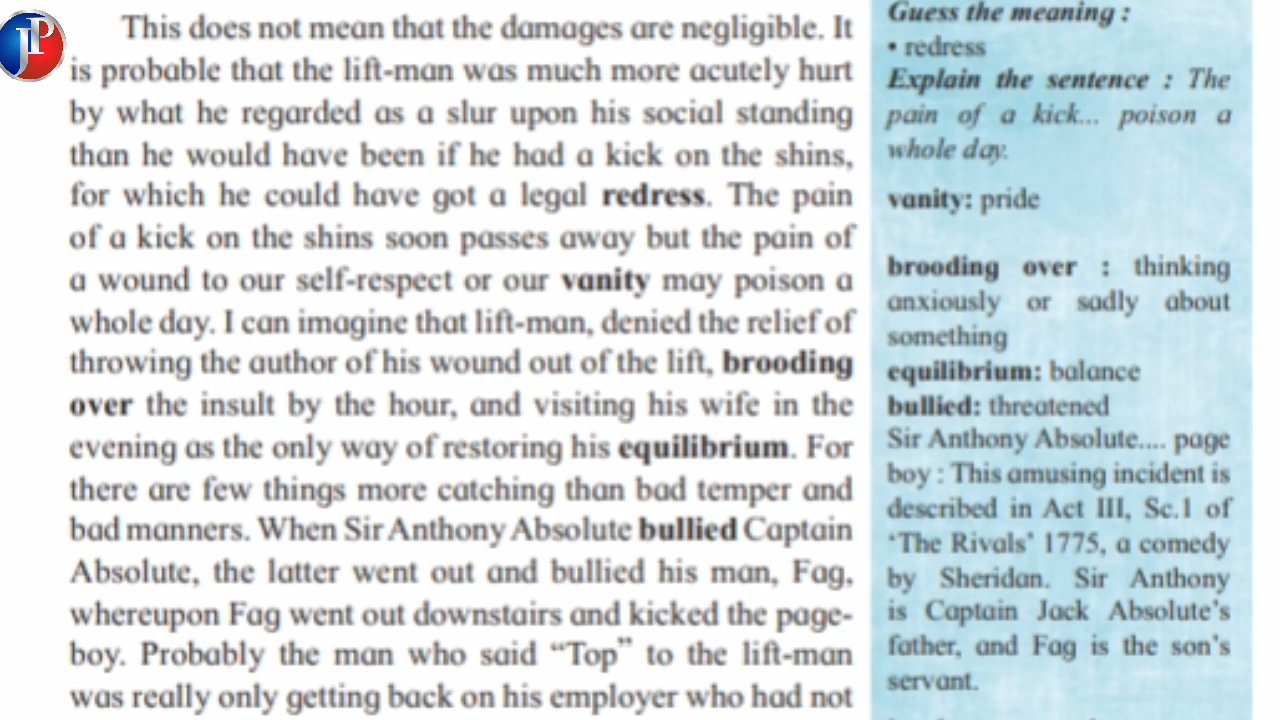 JP
This does not mean that the damages are negligible. It
is probable that the lift-man was much more acutely hurt
by what he regarded as a slur upon his social standing
than he would have been if he had a kick on the shins,
for which he could have got a legal redress. The pain
of a kick on the shins soon passes away but the pain of
a wound to our self-respect or our vanity may poison a
whole day. I can imagine that lift-man, denied the relief of
throwing the author of his wound out of the lift, brooding
over the insult by the hour, and visiting his wife in the
evening as the only way of restoring his equilibrium. For
there are few things more catching than bad temper and
bad manners. When Sir Anthony Absolute bullied Captain
Absolute, the latter went out and bullied his man, Fag,
whereupon Fag went out downstairs and kicked the page-
boy. Probably the man who said “Top” to the lift-man
was really only getting back on his employer who had not
Guess the meaning :
• redress
Explain the sentence : The
pain of a kick... poison a
whole day.
vanity: pride
brooding over : thinking
anxiously or sadly about
something
equilibrium: balance
bullied: threatened
Sir Anthony Absolute.... page
boy : This amusing incident is
described in Act III, Sc.1 of
‘The Rivals’ 1775, a comedy
by Sheridan. Sir Anthony
is Captain Jack Absolute’s
father, and Fag is the son’s
servant.